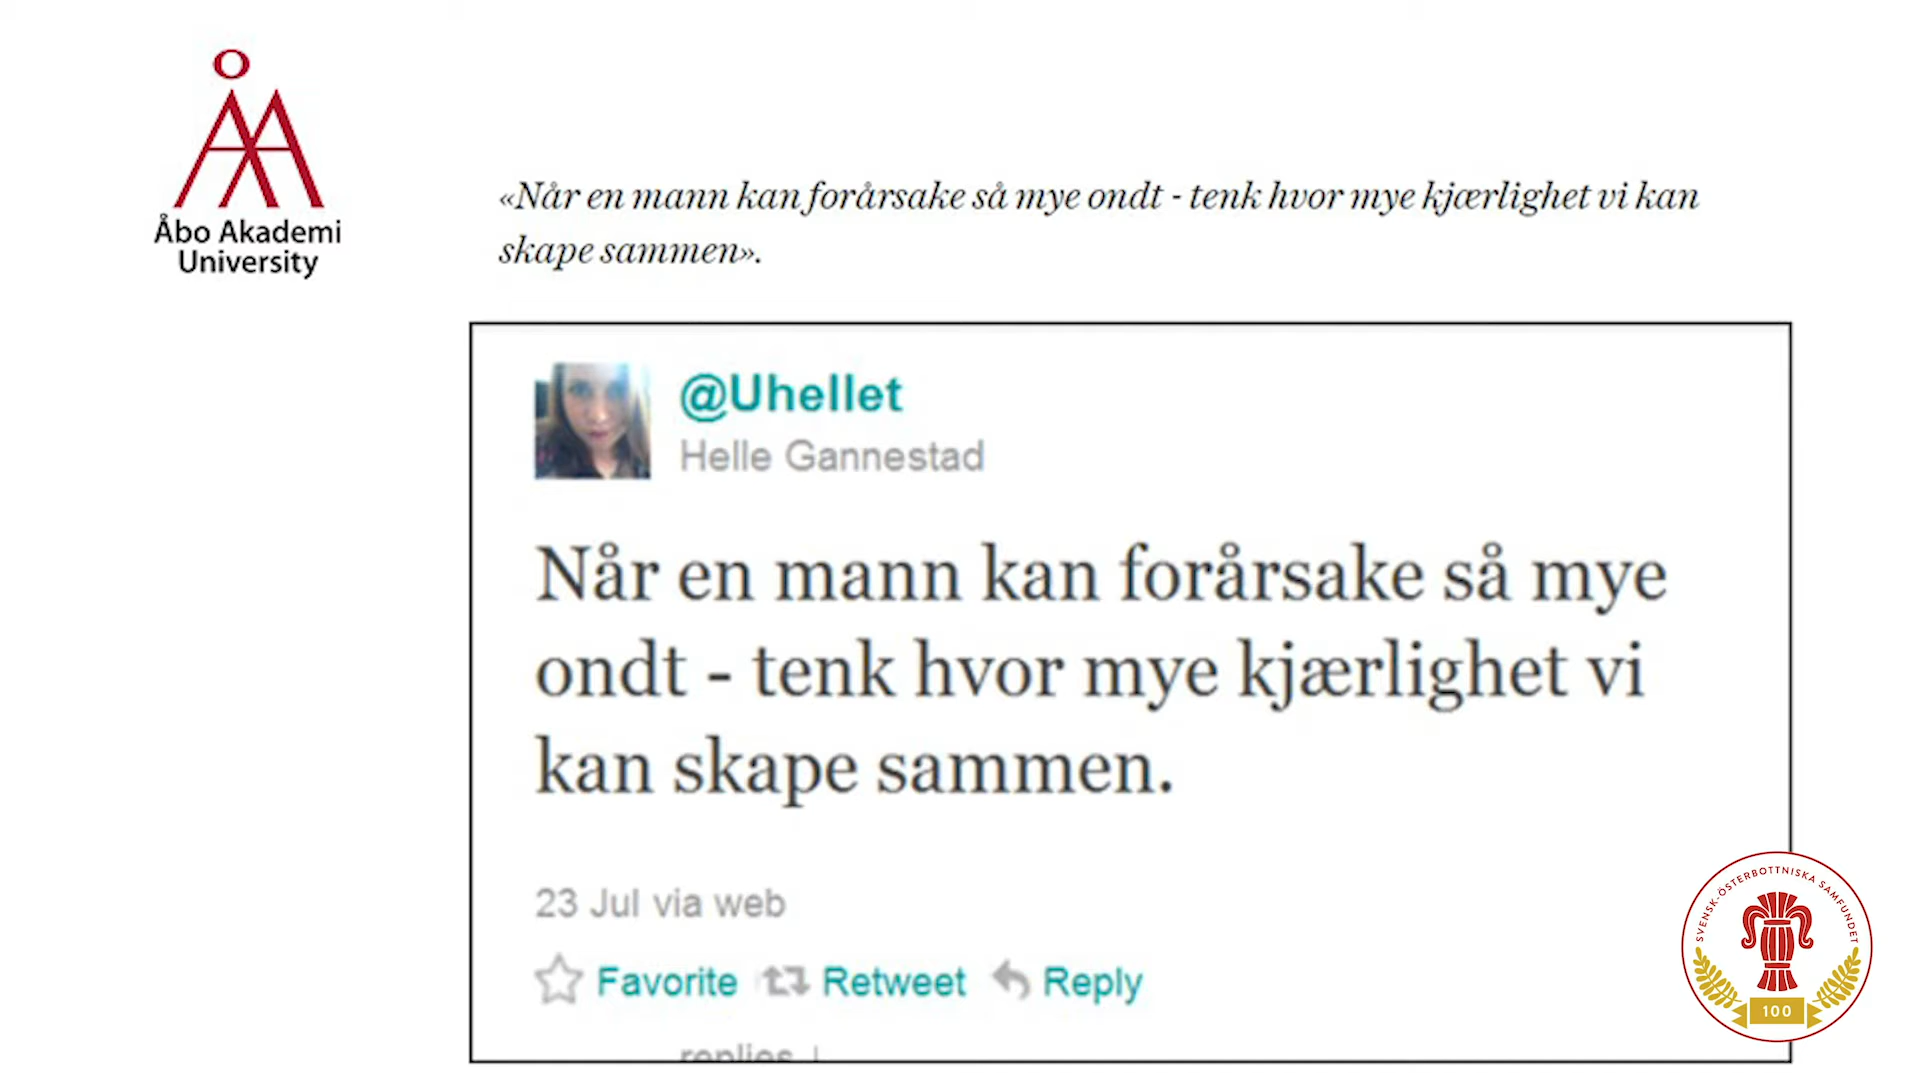 Åbo Akademi
University
«Når en mann kan forårsake så mye ondt - tenk hvor mye kjærlighet vi kan
skape sammen».
@Uhellet
Helle Gannestad
Når en mann kan forårsake så mye
ondt - tenk hvor mye kjærlighet vi
kan skape sammen.
23 Jul via web
Favorite Retweet Reply
replies
SVENSK-ÖSTERBOTTNISKA SAMFUNDET
100